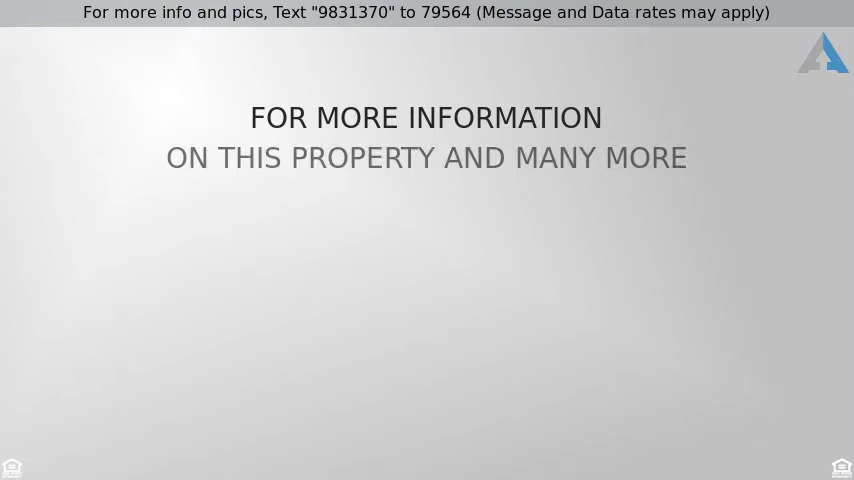 For more info and pics, Text "9831370" to 79564 (Message and Data rates may apply)
FOR MORE INFORMATION
ON THIS PROPERTY AND MANY MORE